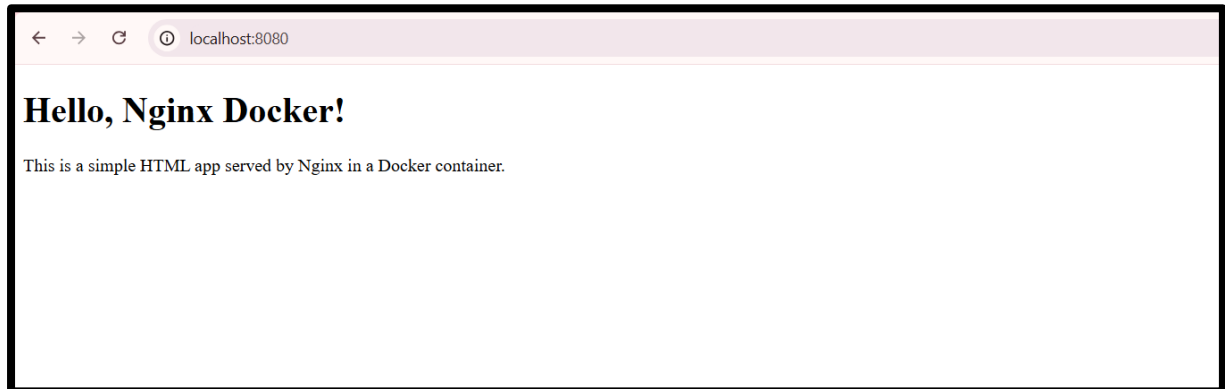 localhost:8080
Hello, Nginx Docker!
This is a simple HTML app served by Nginx in a Docker container.